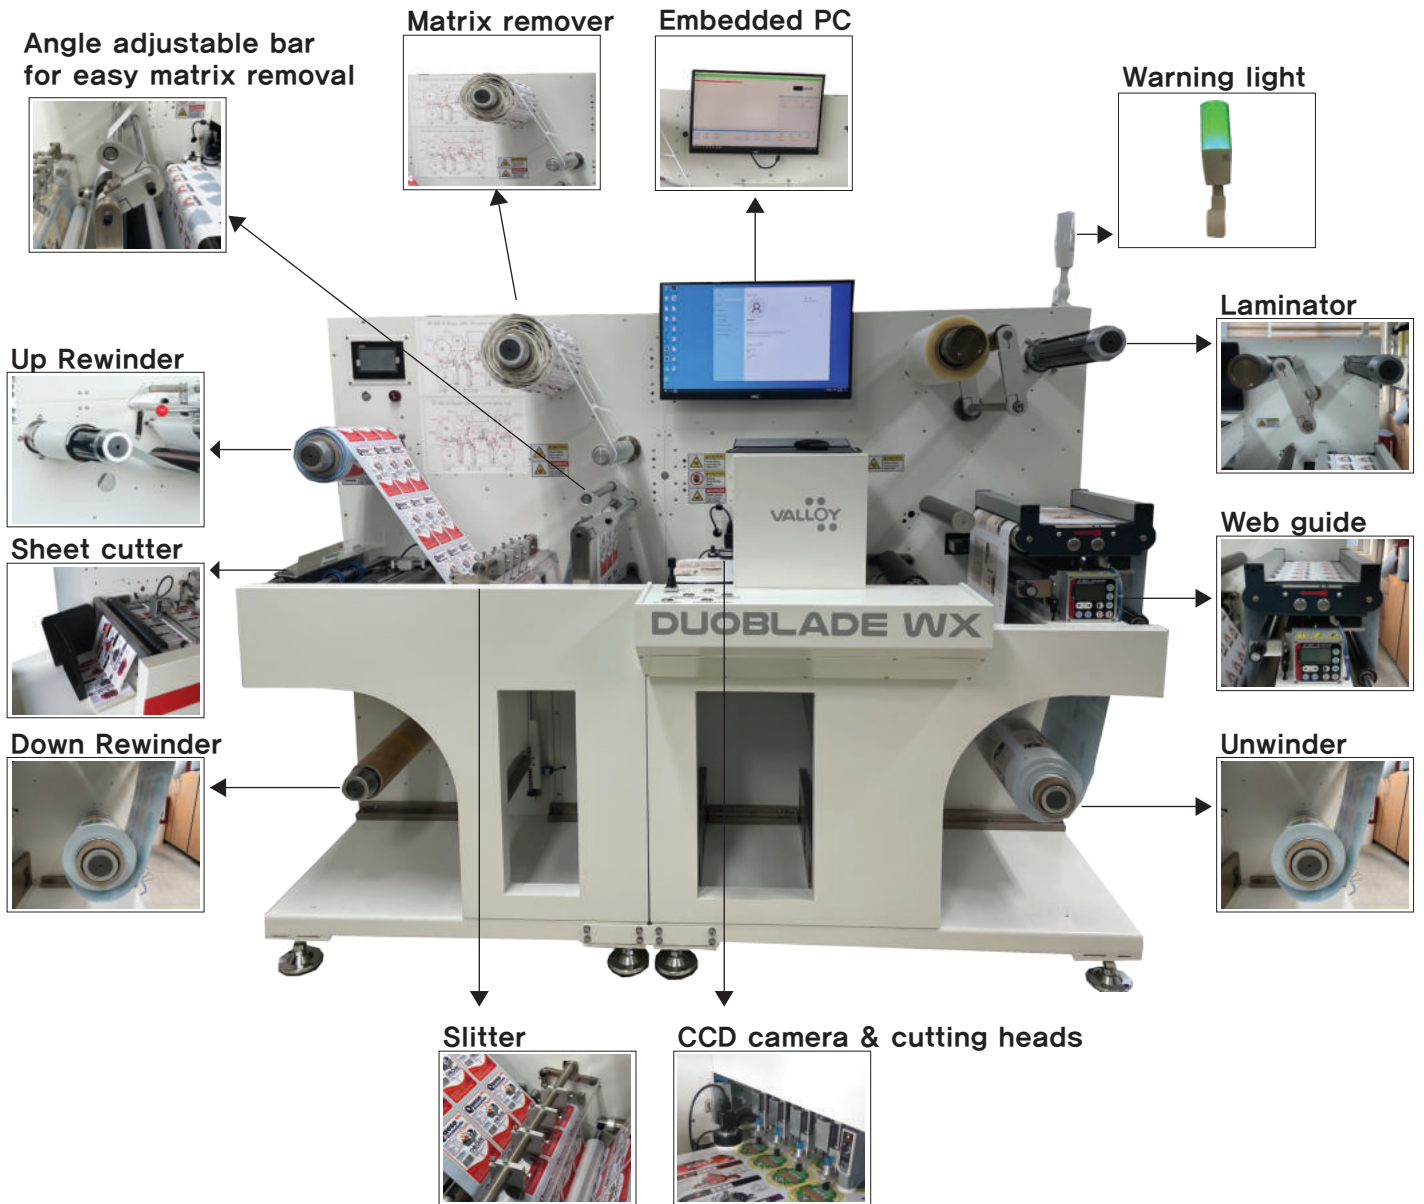 Matrix remover
Embedded PC
Angle adjustable bar
for easy matrix removal
Warning light
Laminator
Up Rewinder
VALLOY
Web guide
Sheet cutter
DUOBLADE WX
Down Rewinder
Unwinder
Slitter
CCD camera & cutting heads